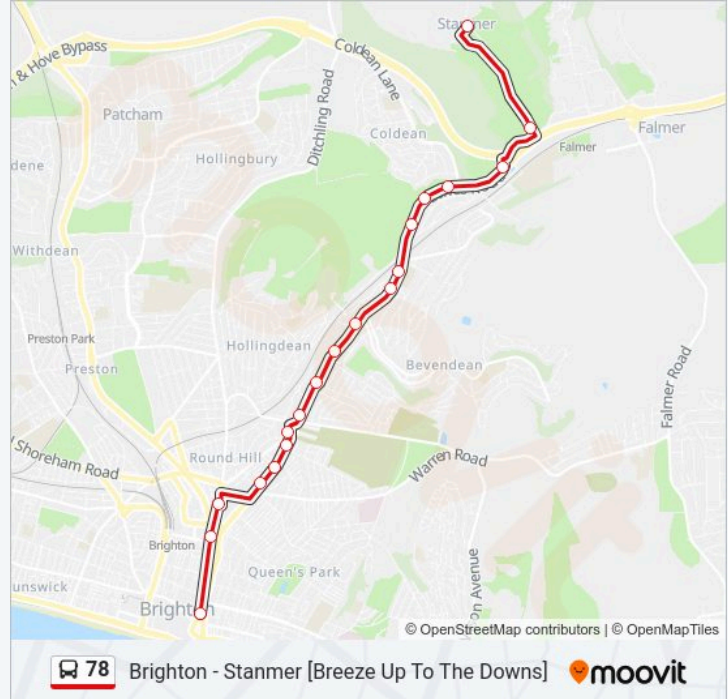 Stanmer
n & Hove Bypass
Coldean Lane
Patcham
Ditchling Road
Coldean
Falmer
Falmer
dene
Hollingbury
Withdean
Preston Park
Hollingdean
Preston
Bevendean
Falmer Road
Shoreham Road
Round Hill
Warren Road
Brighton
Queen's Park
unswick
Brighton
on Avenue
© OpenStreetMap contributors | © OpenMapTiles
78 Brighton - Stanmer [Breeze Up To The Downs] moovit